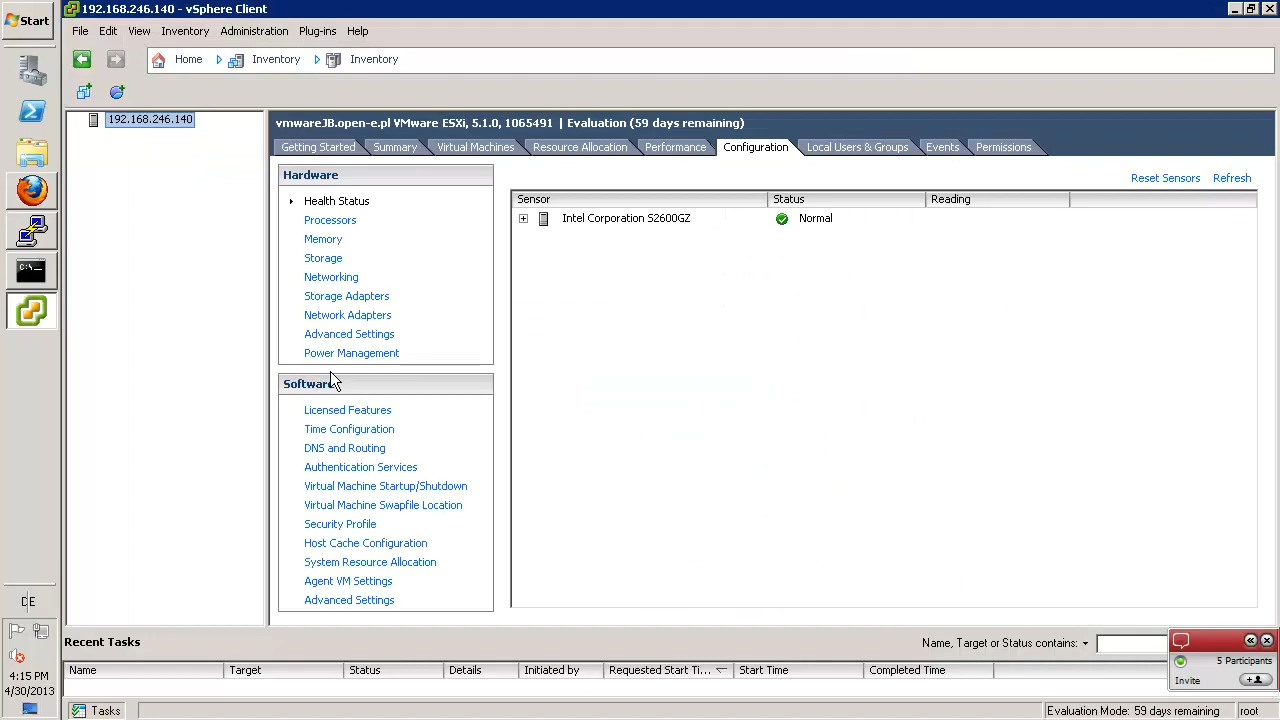 Start
192.168.246.140 - vSphere Client
File Edit View Inventory Administration Plug-ins Help
Home Inventory Inventory
192.168.246.140
vmwareJB.open-e.pl VMware ESXi, 5.1.0, 1065491 | Evaluation (59 days remaining)
Getting Started Summary Virtual Machines Resource Allocation Performance Configuration Local Users & Groups Events Permissions
Hardware
Health Status
Processors
Memory
Storage
Networking
Storage Adapters
Network Adapters
Advanced Settings
Power Management
Software
Licensed Features
Time Configuration
DNS and Routing
Authentication Services
Virtual Machine Startup/Shutdown
Virtual Machine Swapfile Location
Security Profile
Host Cache Configuration
System Resource Allocation
Agent VM Settings
Advanced Settings
Reset Sensors Refresh
Sensor Status Reading
Intel Corporation S2600GZ Normal
Recent Tasks
Name, Target or Status contains:
Name Target Status Details Initiated by Requested Start Ti... Start Time Completed Time
5 Participants
Invite
Tasks
Evaluation Mode: 59 days remaining root
C:\
DE
4:15 PM
4/30/2013